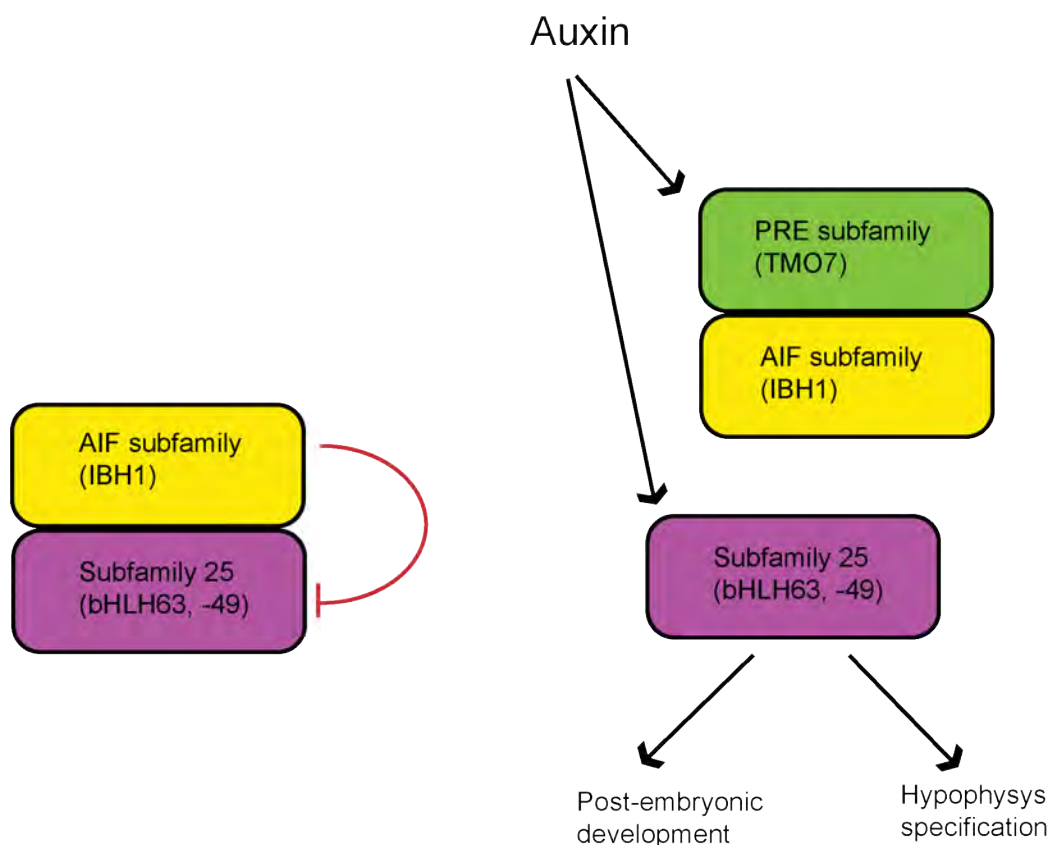 Auxin
PRE subfamily
(TMO7)
AIF subfamily
(IBH1)
AIF subfamily
(IBH1)
Subfamily 25
(bHLH63, -49)
Subfamily 25
(bHLH63, -49)
Post-embryonic
development
Hypophysys
specification